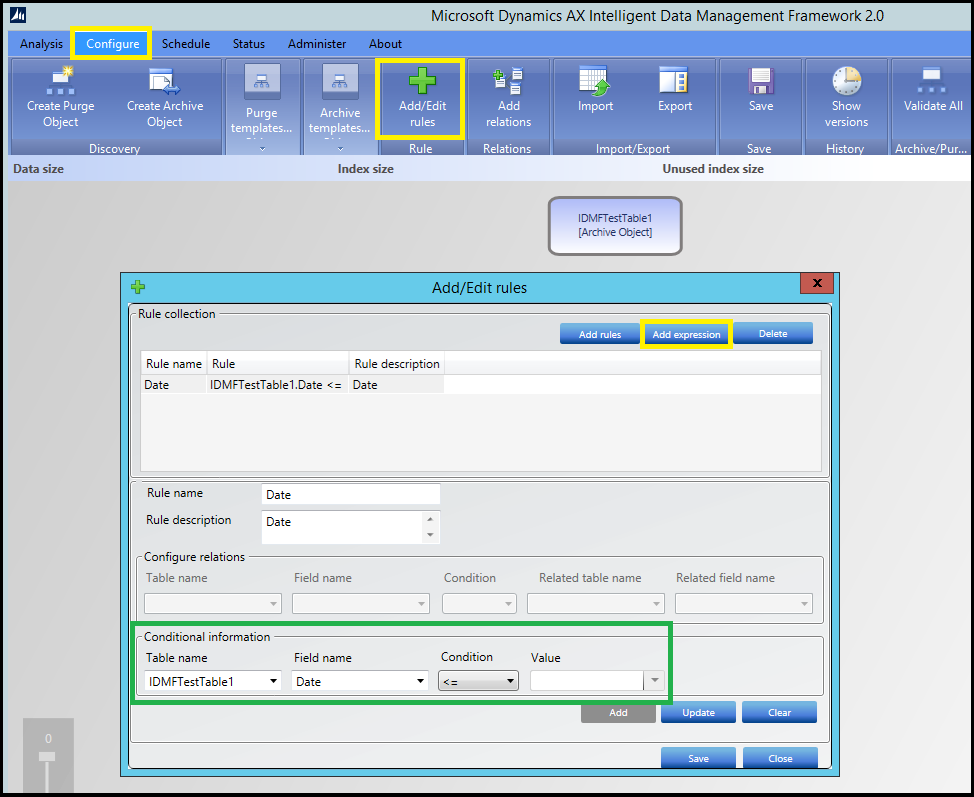 Microsoft Dynamics AX Intelligent Data Management Framework 2.0
Analysis Configure Schedule Status Administer About
Create Purge Object
Create Archive Object
Purge templates...
Archive templates...
Add/Edit rules
Add relations
Import
Export
Save
Show versions
Validate All
Discovery Rule Relations Import/Export Save History Archive/Pur...
Data size Index size Unused index size
IDMFTestTable1
[Archive Object]
Add/Edit rules
x
Rule collection
Add rules Add expression Delete
Rule name Rule Rule description
Date IDMFTestTable1.Date <= Date
Rule name Date
Rule description Date
Configure relations
Table name Field name Condition Related table name Related field name
Conditional information
Table name Field name Condition Value
IDMFTestTable1 Date <=
Add Update Clear
Save Close
0